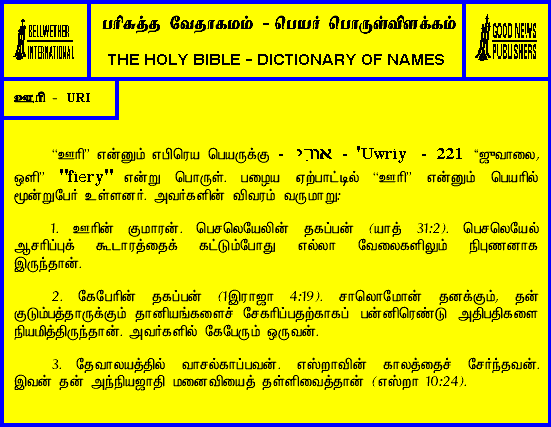 BELLWETHER
INTERNATIONAL
பரிசுத்த வேதாகமம் - பெயர் பொருள்விளக்கம்
THE HOLY BIBLE - DICTIONARY OF NAMES
GOOD NEWS
PUBLISHERS
ஊரி - URI
“ஊரி” என்னும் எபிரெய பெயருக்கு - אוּרִי - 'Uwriy - 221 “ஜுவாலை,
ஒளி” "fiery" என்று பொருள். பழைய ஏற்பாட்டில் “ஊரி” என்னும் பெயரில்
மூன்றுபேர் உள்ளனர். அவர்களின் விவரம் வருமாறு:
1. ஊரின் குமாரன். பெசலெயேலின் தகப்பன் (யாத் 31:2). பெசலெயேல்
ஆசரிப்புக் கூடாரத்தைக் கட்டும்போது எல்லா வேலைகளிலும் நிபுணனாக
இருந்தான்.
2. கேபேரின் தகப்பன் (1இராஜா 4:19). சாலொமோன் தனக்கும், தன்
குடும்பத்தாருக்கும் தானியங்களைச் சேகரிப்பதற்காகப் பன்னிரெண்டு அதிபதிகளை
நியமித்திருந்தான். அவர்களில் கேபேரும் ஒருவன்.
3. தேவாலயத்தில் வாசல்காப்பவன். எஸ்றாவின் காலத்தைச் சேர்ந்தவன்.
இவன் தன் அந்நியஜாதி மனைவியைத் தள்ளிவைத்தான் (எஸ்றா 10:24).